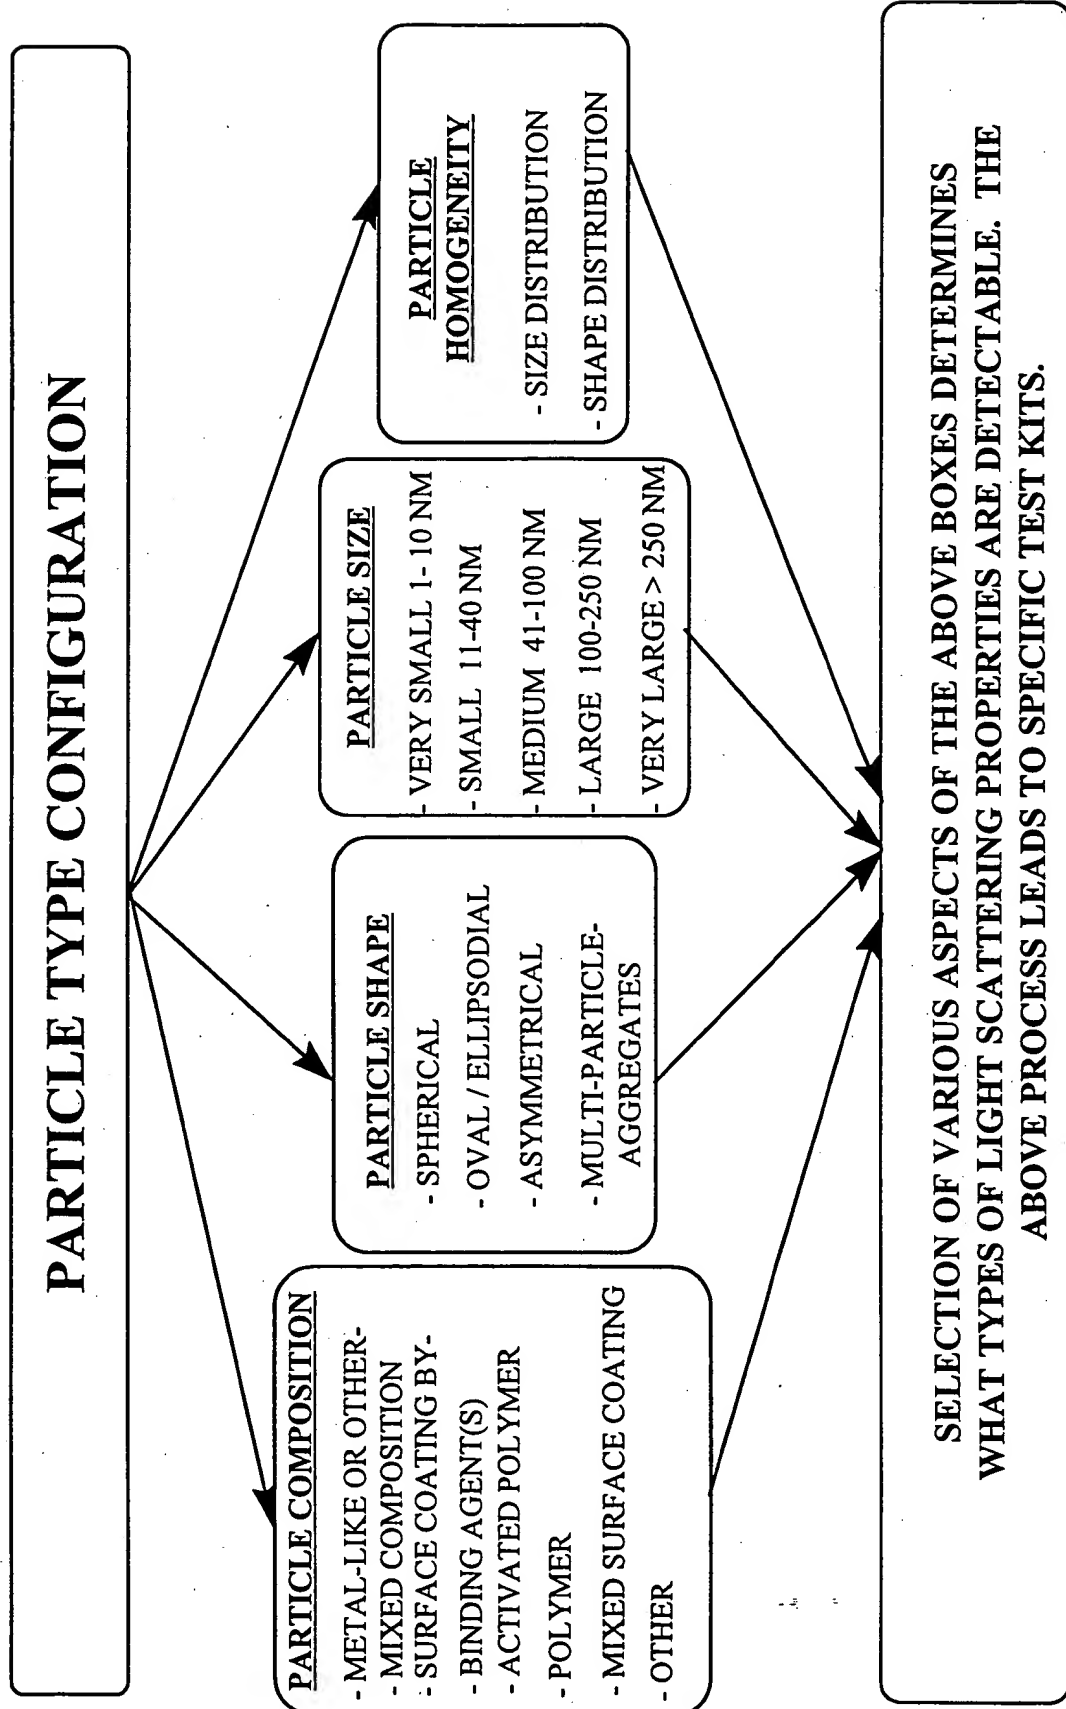 PARTICLE TYPE CONFIGURATION
PARTICLE COMPOSITION
- METAL-LIKE OR OTHER-
- MIXED COMPOSITION
- SURFACE COATING BY-
- BINDING AGENT(S)
- ACTIVATED POLYMER
- POLYMER
- MIXED SURFACE COATING
- OTHER
PARTICLE SHAPE
- SPHERICAL
- OVAL / ELLIPSODIAL
- ASYMMETRICAL
- MULTI-PARTICLE-
AGGREGATES
PARTICLE SIZE
- VERY SMALL 1- 10 NM
- SMALL 11-40 NM
- MEDIUM 41-100 NM
- LARGE 100-250 NM
- VERY LARGE > 250 NM
PARTICLE
HOMOGENEITY
- SIZE DISTRIBUTION
- SHAPE DISTRIBUTION
SELECTION OF VARIOUS ASPECTS OF THE ABOVE BOXES DETERMINES
WHAT TYPES OF LIGHT SCATTERING PROPERTIES ARE DETECTABLE. THE
ABOVE PROCESS LEADS TO SPECIFIC TEST KITS.